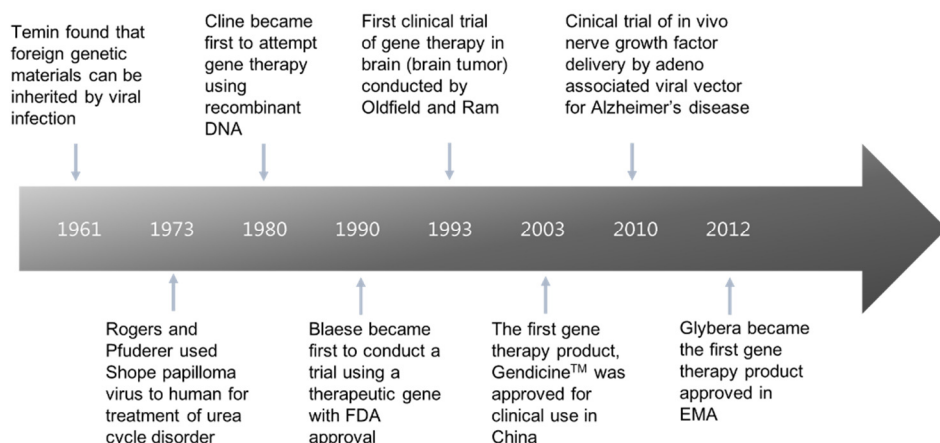 Temin found that
foreign genetic
materials can be
inherited by viral
infection
Cline became
first to attempt
gene therapy
using
recombinant
DNA
First clinical trial
of gene therapy in
brain (brain tumor)
conducted by
Oldfield and Ram
Cinical trial of in vivo
nerve growth factor
delivery by adeno
associated viral vector
for Alzheimer's disease
1961 1973 1980 1990 1993 2003 2010 2012
Rogers and
Pfuderer used
Shope papilloma
virus to human for
treatment of urea
cycle disorder
Blaese became
first to conduct a
trial using a
therapeutic gene
with FDA
approval
The first gene
therapy product,
Gendicine™ was
approved for
clinical use in
China
Glybera became
the first gene
therapy product
approved in
EMA